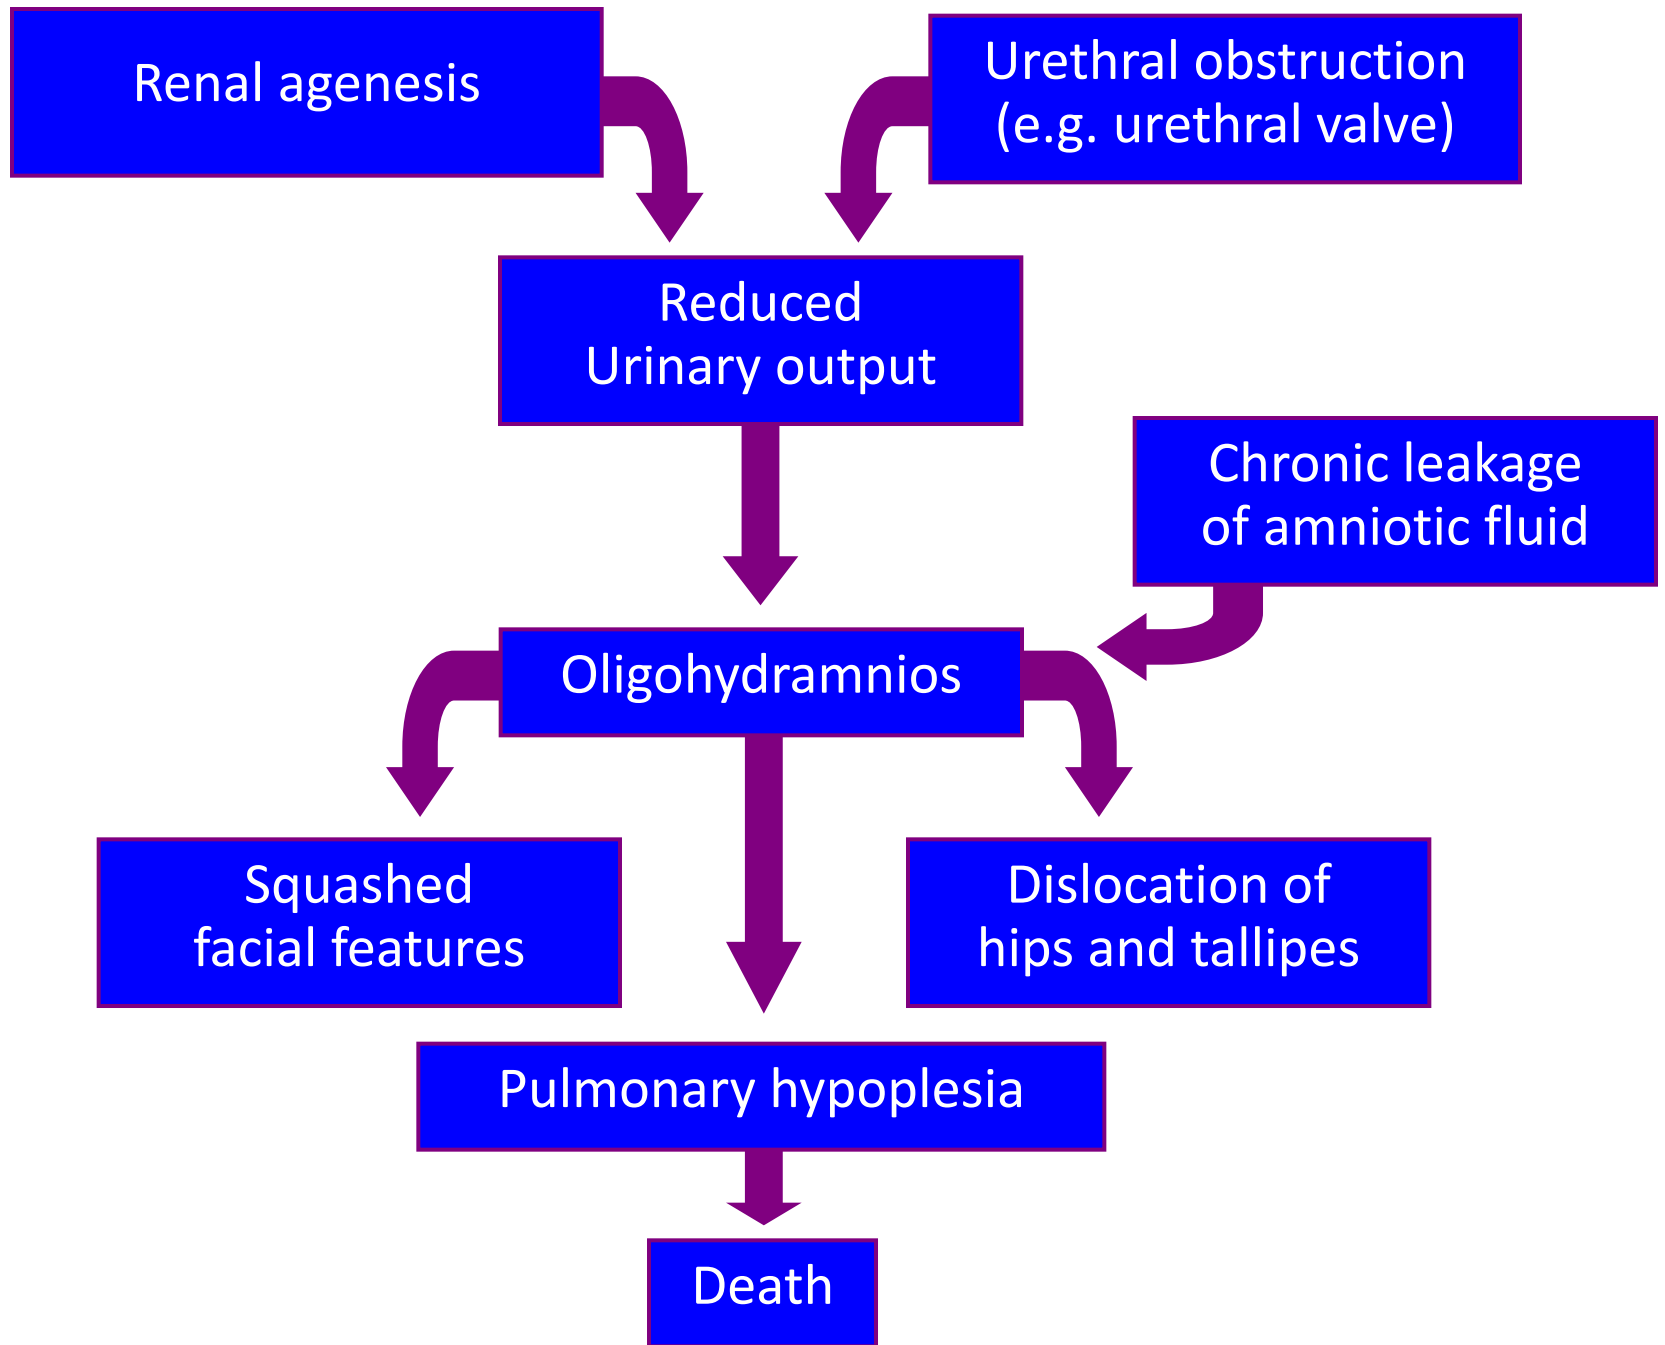 Renal agenesis
Urethral obstruction
(e.g. urethral valve)
Reduced
Urinary output
Chronic leakage
of amniotic fluid
Oligohydramnios
Squashed
facial features
Dislocation of
hips and tallipes
Pulmonary hypoplesia
Death